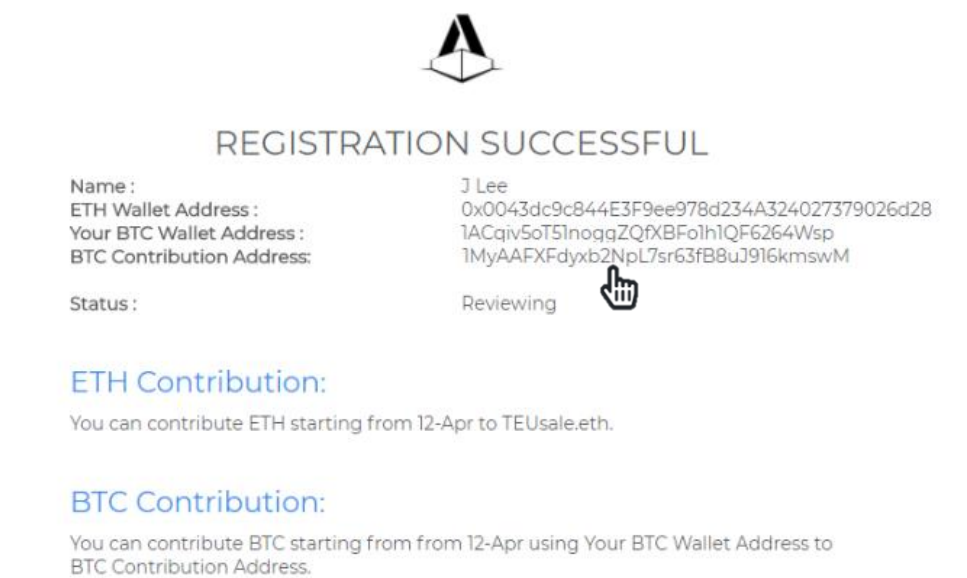 REGISTRATION SUCCESSFUL
Name : J Lee
ETH Wallet Address : 0x0043dc9c844E3F9ee978d234A324027379026d28
Your BTC Wallet Address : 1ACqiv5oT51noggZQfXBFo1h1QF6264Wsp
BTC Contribution Address: 1MyAAFXFdyxb2NpL7sr63fB8uJ916kmswM
Status : Reviewing
ETH Contribution:
You can contribute ETH starting from 12-Apr to TEUsale.eth.
BTC Contribution:
You can contribute BTC starting from from 12-Apr using Your BTC Wallet Address to
BTC Contribution Address.